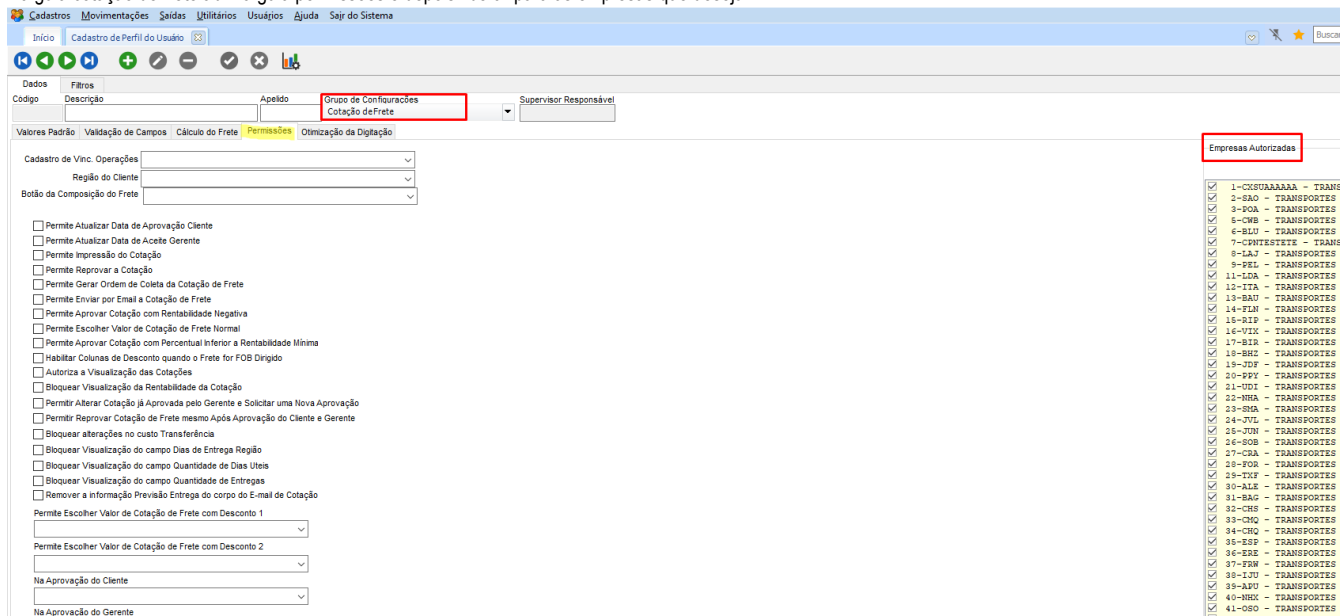 Cadastros Movimentações Saídas Utilitários Usuários Ajuda Sair do Sistema
Início Cadastro de Perfil do Usuário
Buscar
Dados Filtros
Código Descrição Apelido Grupo de Configurações Supervisor Responsável
Cotação de Frete
Valores Padrão Validação de Campos Cálculo do Frete Permissões Otimização da Digitação
Empresas Autorizadas
Cadastro de Vinc. Operações
Região do Cliente
Botão da Composição do Frete
Permite Atualizar Data de Aprovação Cliente
Permite Atualizar Data de Aceite Gerente
Permite Impressão do Cotação
Permite Reprovar a Cotação
Permite Gerar Ordem de Coleta da Cotação de Frete
Permite Enviar por Email a Cotação de Frete
Permite Aprovar Cotação com Rentabilidade Negativa
Permite Escolher Valor de Cotação de Frete Normal
Permite Aprovar Cotação com Percentual Inferior a Rentabilidade Mínima
Habilitar Colunas de Desconto quando o Frete for FOB Dirigido
Autoriza a Visualização das Cotações
Bloquear Visualização da Rentabilidade da Cotação
Permitir Alterar Cotação já Aprovada pelo Gerente e Solicitar uma Nova Aprovação
Permitir Reprovar Cotação de Frete mesmo Após Aprovação do Cliente e Gerente
Bloquear alterações no custo Transferência
Bloquear Visualização do campo Dias de Entrega Região
Bloquear Visualização do campo Quantidade de Dias Uteis
Bloquear Visualização do campo Quantidade de Entregas
Remover a informação Previsão Entrega do corpo do E-mail de Cotação
Permite Escolher Valor de Cotação de Frete com Desconto 1
Permite Escolher Valor de Cotação de Frete com Desconto 2
Na Aprovação do Cliente
Na Aprovação do Gerente
1-CXSUAAAAAA - TRANS
2-SAO - TRANSPORTES
3-POA - TRANSPORTES
5-CWB - TRANSPORTES
6-BLU - TRANSPORTES
7-CPNTESTETE - TRANS
8-LAJ - TRANSPORTES
9-PEL - TRANSPORTES
11-LDA - TRANSPORTES
12-ITA - TRANSPORTES
13-BAU - TRANSPORTES
14-FLN - TRANSPORTES
15-RIP - TRANSPORTES
16-VIX - TRANSPORTES
17-BIR - TRANSPORTES
18-BHZ - TRANSPORTES
19-JDF - TRANSPORTES
20-PPY - TRANSPORTES
21-UDI - TRANSPORTES
22-NHA - TRANSPORTES
23-SMA - TRANSPORTES
24-JVL - TRANSPORTES
25-JUN - TRANSPORTES
26-SOB - TRANSPORTES
27-CRA - TRANSPORTES
28-FOR - TRANSPORTES
29-TXF - TRANSPORTES
30-ALE - TRANSPORTES
31-BAG - TRANSPORTES
32-CHS - TRANSPORTES
33-CMQ - TRANSPORTES
34-CHQ - TRANSPORTES
35-ESP - TRANSPORTES
36-ERE - TRANSPORTES
37-FRW - TRANSPORTES
38-IJU - TRANSPORTES
39-APU - TRANSPORTES
40-NHX - TRANSPORTES
41-OSO - TRANSPORTES